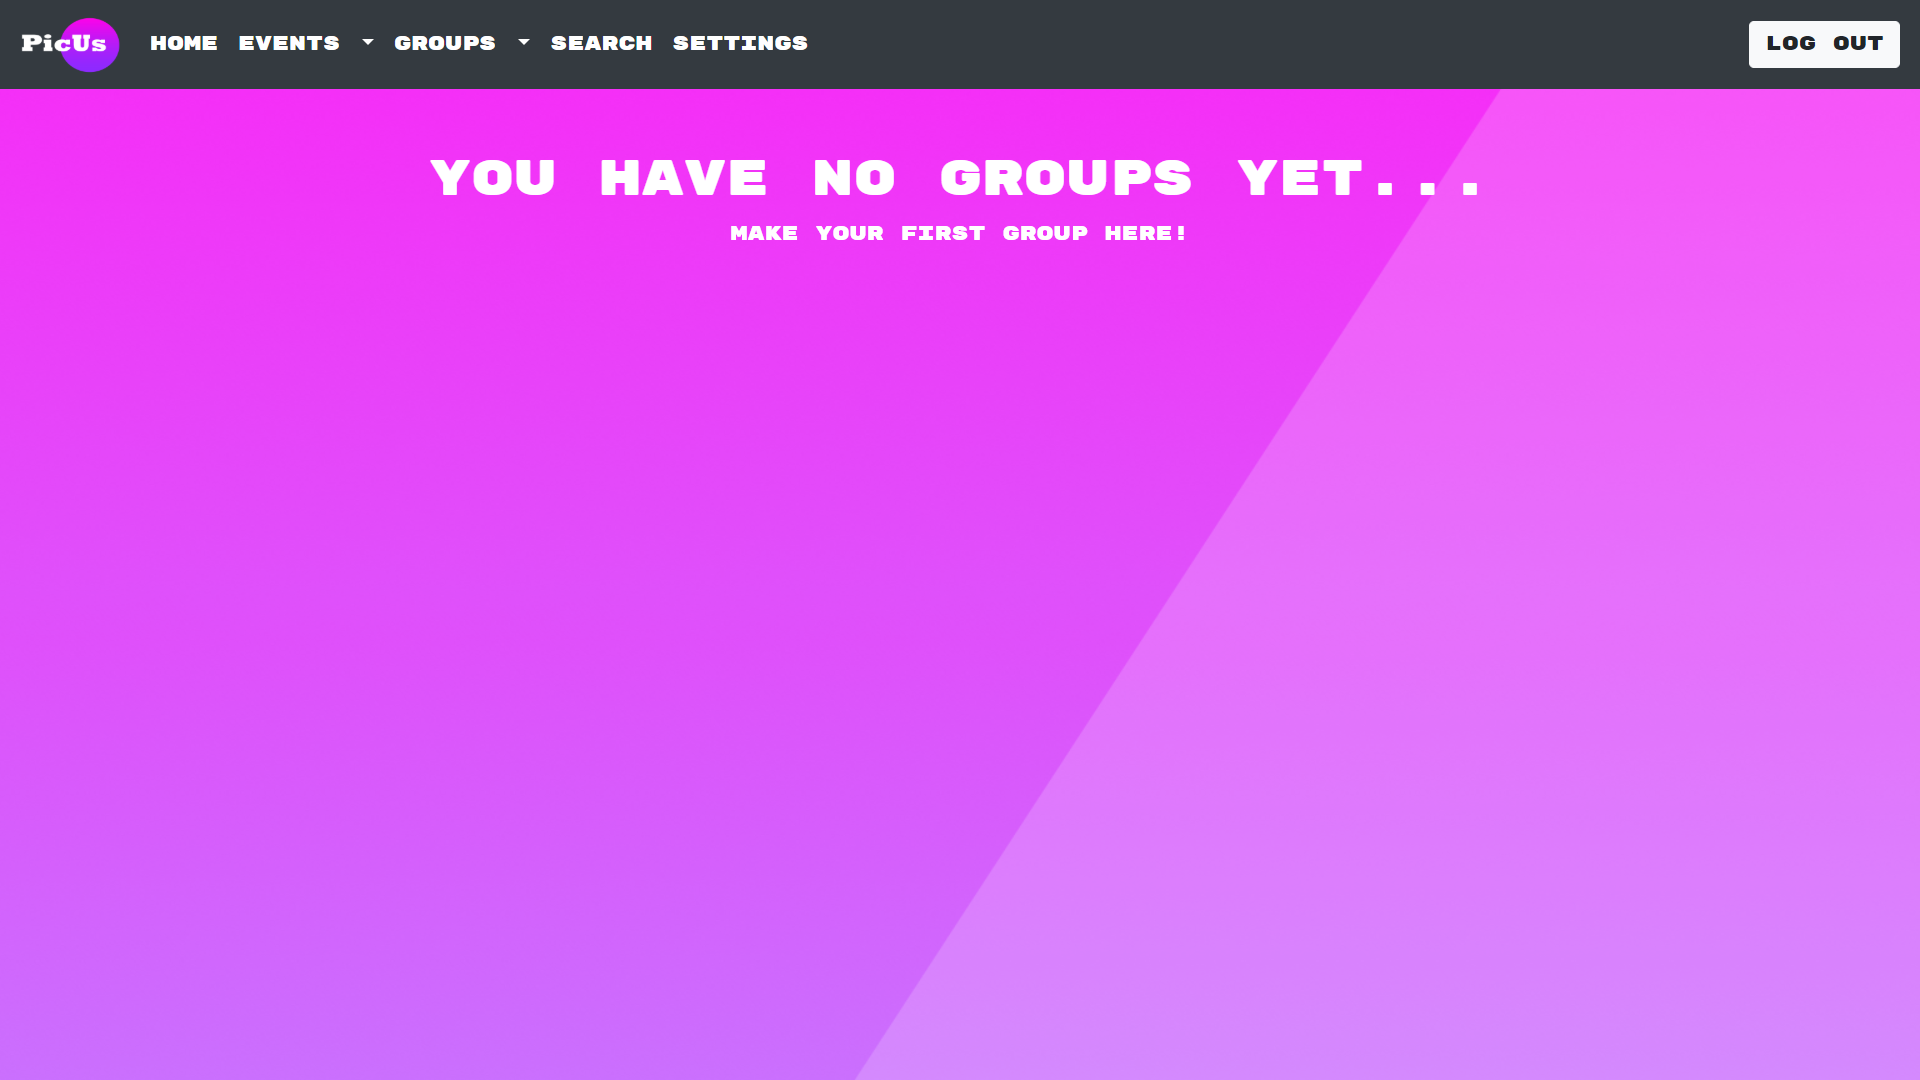 PicUs HOME EVENTS GROUPS SEARCH SETTINGS LOG OUT
YOU HAVE NO GROUPS YET...
MAKE YOUR FIRST GROUP HERE!